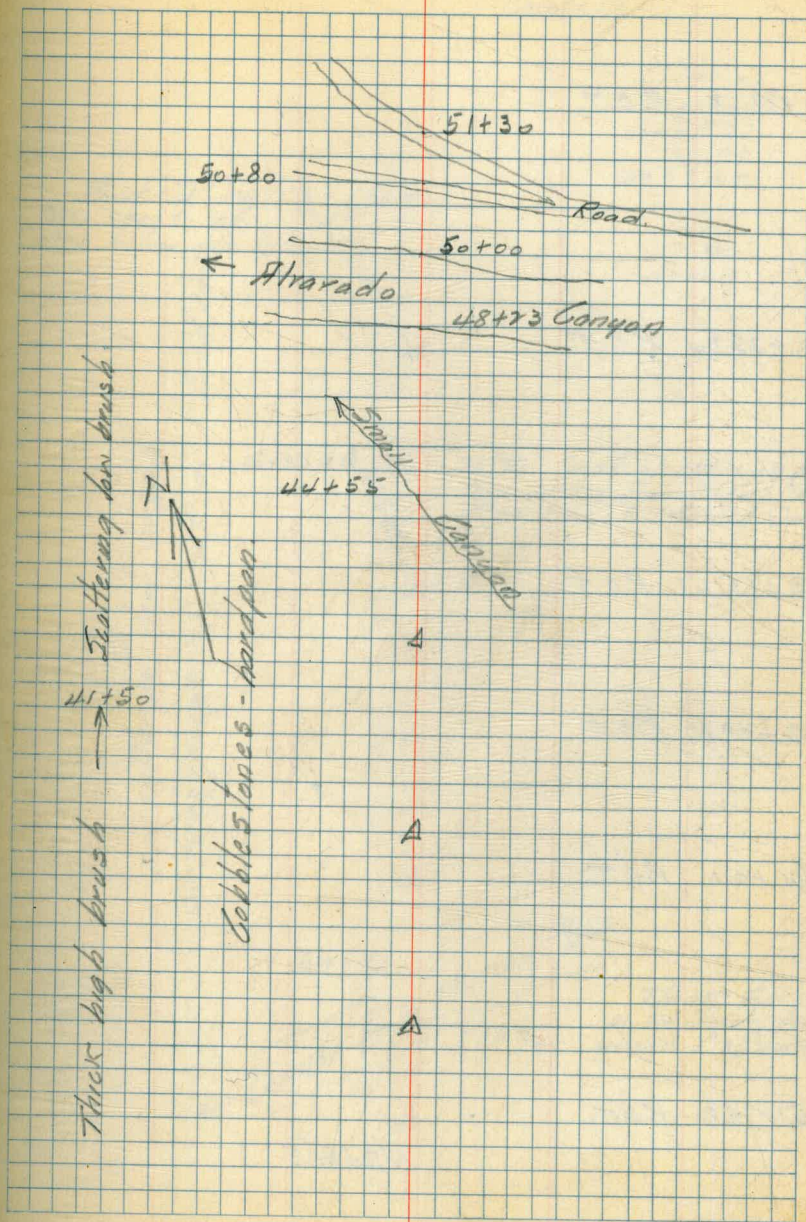 51+30
50+80
Road.
50+00
← Alvarado
48+23 Canyon
Small Canyon
44+55
Thick high brush → Scattering low brush.
41+50
Cobblestones - hardpan.